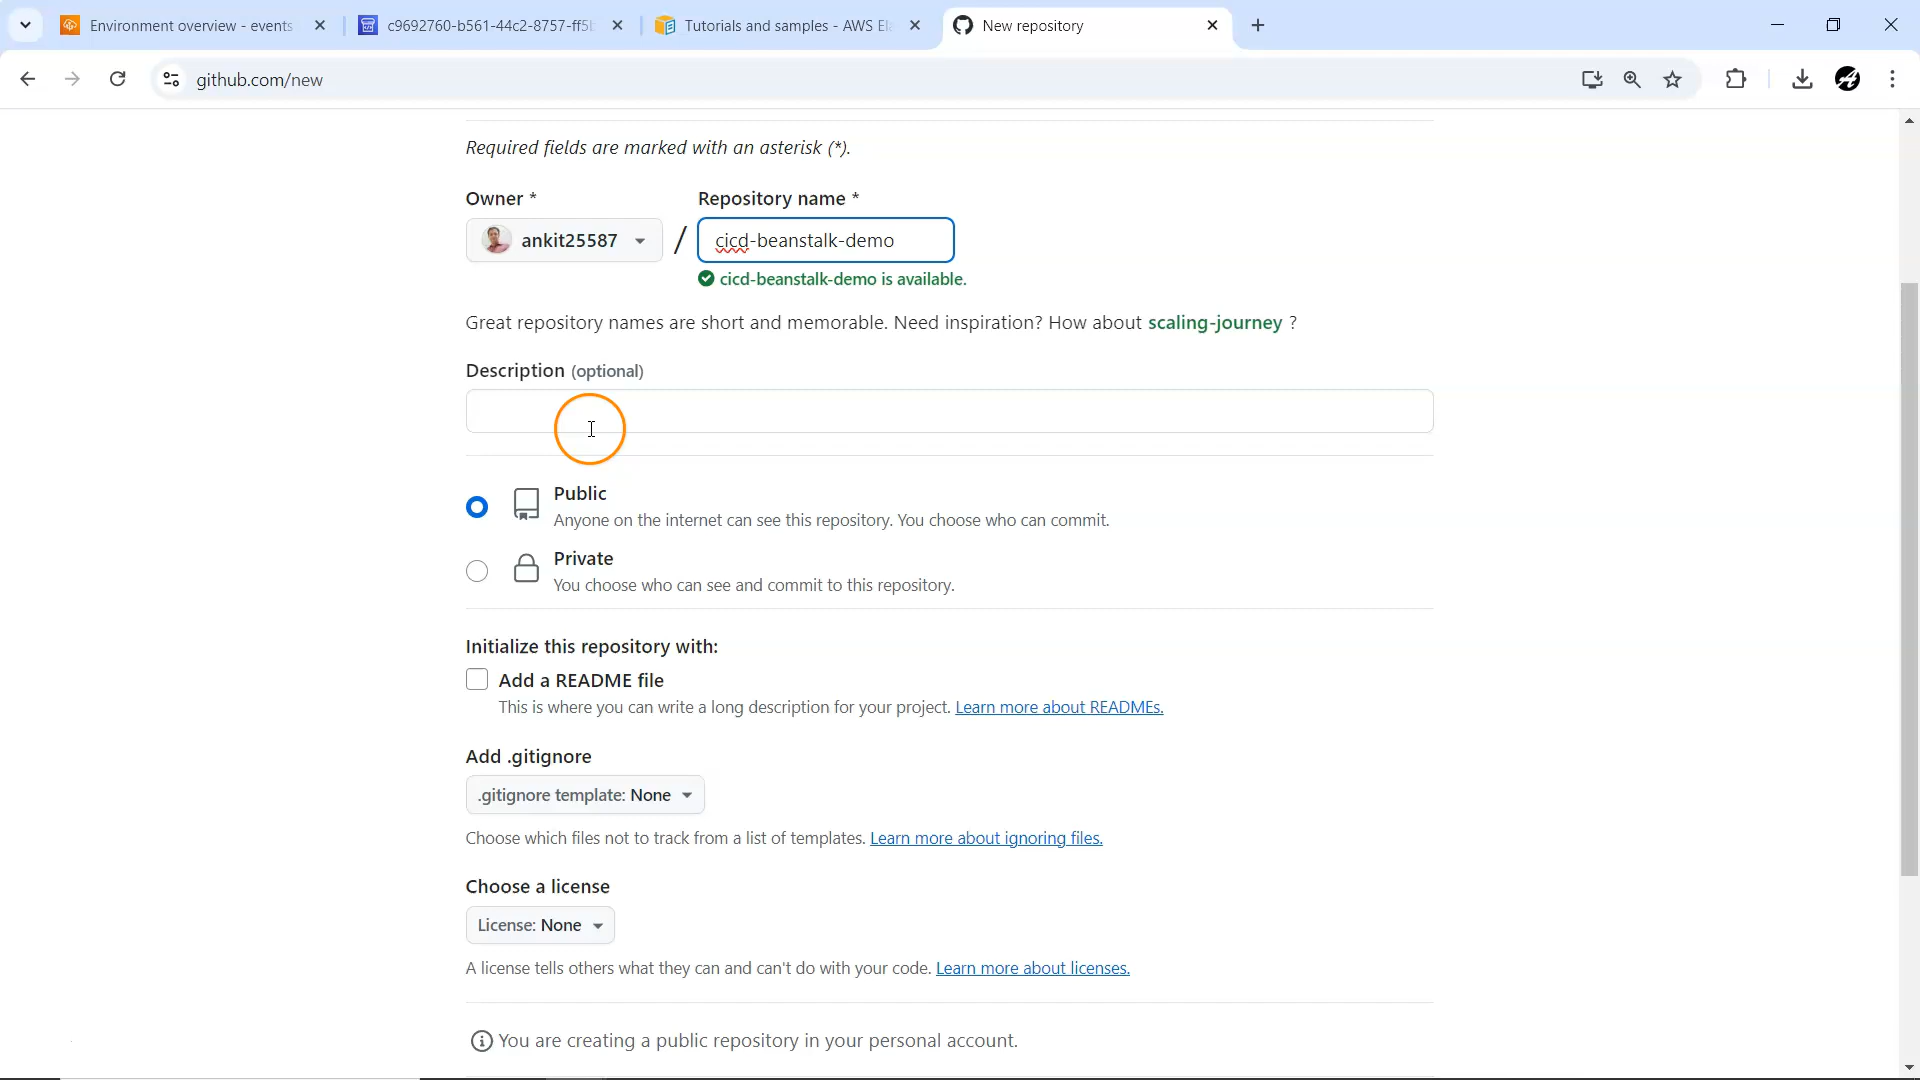 Environment overview - events
c9692760-b561-44c2-8757-ff5b
Tutorials and samples - AWS Ela
New repository
github.com/new
Required fields are marked with an asterisk (*).
Owner *
Repository name *
ankit25587
/
cicd-beanstalk-demo
cicd-beanstalk-demo is available.
Great repository names are short and memorable. Need inspiration? How about scaling-journey ?
Description (optional)
Public
Anyone on the internet can see this repository. You choose who can commit.
Private
You choose who can see and commit to this repository.
Initialize this repository with:
Add a README file
This is where you can write a long description for your project. Learn more about READMEs.
Add .gitignore
.gitignore template: None
Choose which files not to track from a list of templates. Learn more about ignoring files.
Choose a license
License: None
A license tells others what they can and can't do with your code. Learn more about licenses.
You are creating a public repository in your personal account.